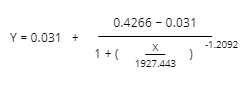 0.4266 – 0.031
Y = 0.031 +
1 + ( X / 1927.443 ) -1.2092